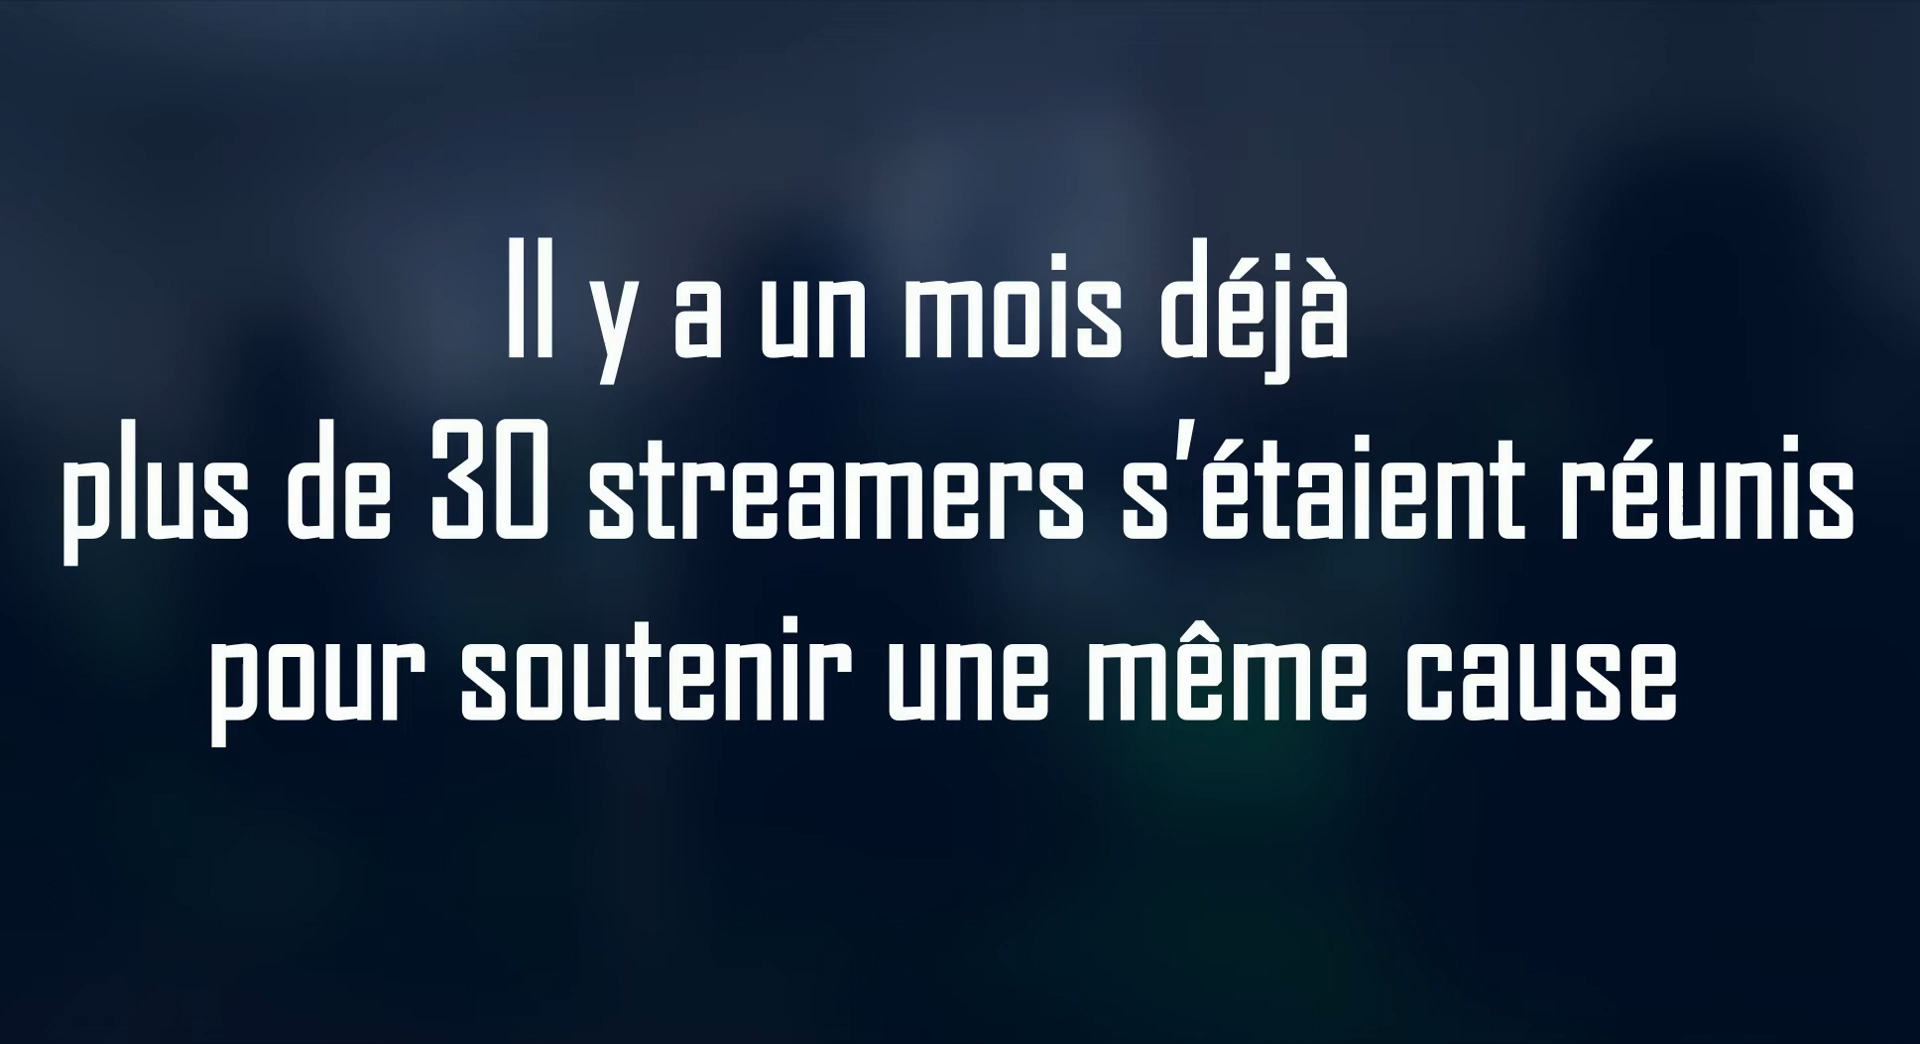 Il y a un mois déjà
plus de 30 streamers s'étaient réunis
pour soutenir une même cause